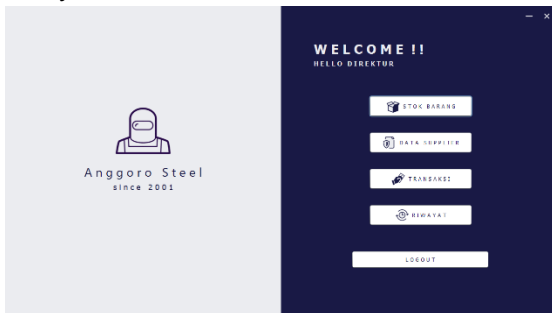 WELCOME !!
HELLO DIREKTUR
Anggoro Steel
since 2001
STOK BARANG
DATA SUPPLIER
TRANSAKSI
RIWAYAT
LOGOUT